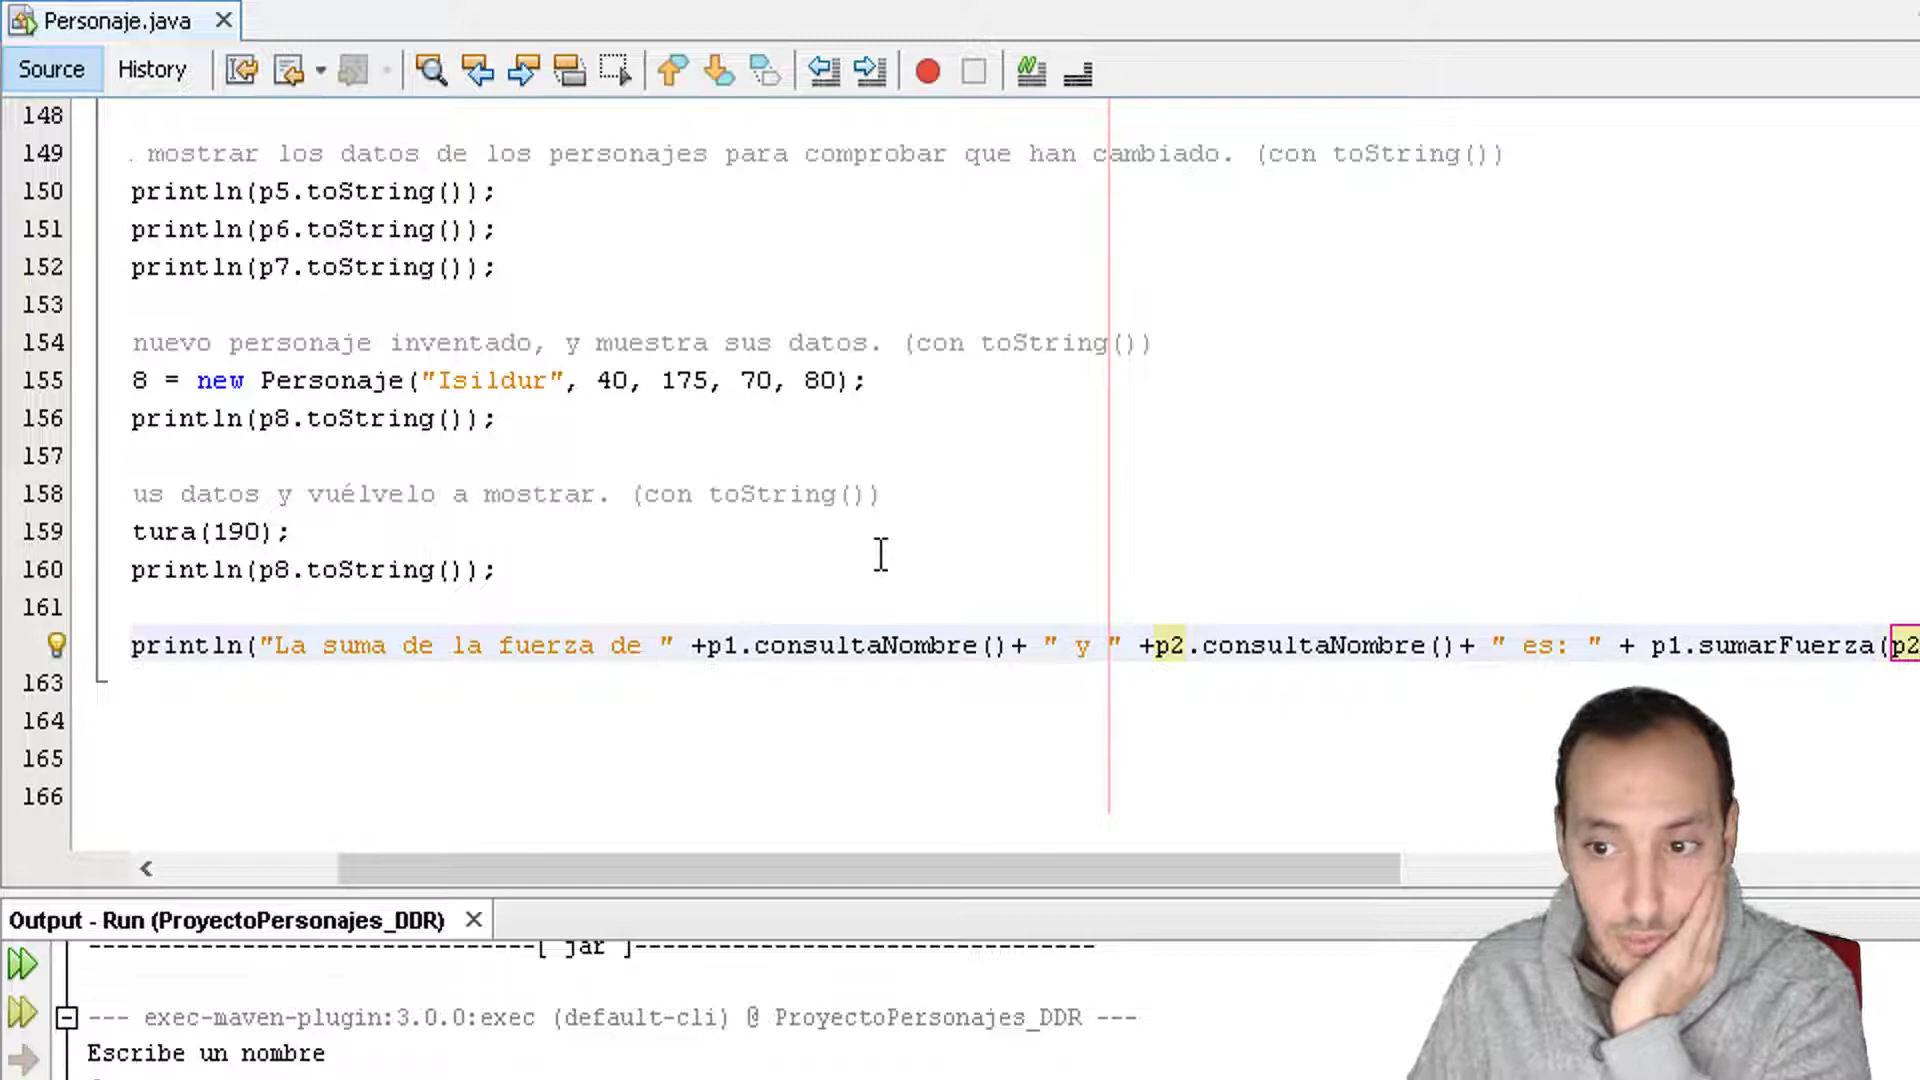 Personaje.java
Source History
148
149 . mostrar los datos de los personajes para comprobar que han cambiado. (con toString())
150 println(p5.toString());
151 println(p6.toString());
152 println(p7.toString());
153
154 nuevo personaje inventado, y muestra sus datos. (con toString())
155 8 = new Personaje("Isildur", 40, 175, 70, 80);
156 println(p8.toString());
157
158 us datos y vuélvelo a mostrar. (con toString())
159 tura(190);
160 println(p8.toString());
161
println("La suma de la fuerza de " +p1.consultaNombre()+ " y " +p2.consultaNombre()+ " es: " + p1.sumarFuerza(p2
163
164
165
166
Output - Run (ProyectoPersonajes_DDR)
--------------------------------[ jar ]---------------------------------
--- exec-maven-plugin:3.0.0:exec (default-cli) @ ProyectoPersonajes_DDR ---
Escribe un nombre